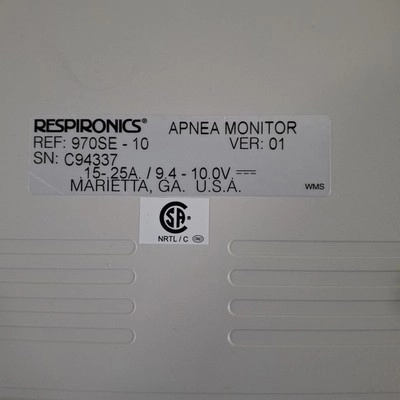 RESPIRONICS® APNEA MONITOR
REF: 970SE - 10 VER: 01
SN: C94337
.15-.25A. / 9.4 - 10.0V.
MARIETTA, GA. U.S.A. WMS
SA
NRTL / C